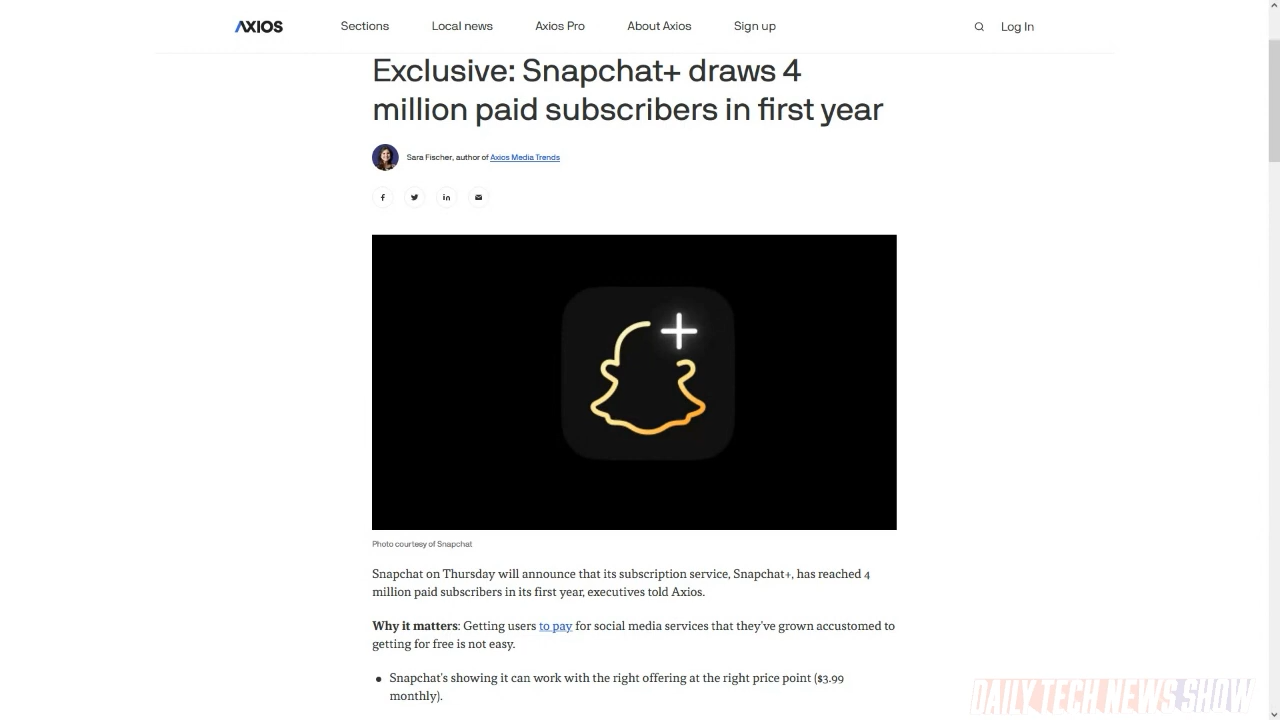 AXIOS Sections Local news Axios Pro About Axios Sign up Log In
Exclusive: Snapchat+ draws 4
million paid subscribers in first year
Sara Fischer, author of Axios Media Trends
Photo courtesy of Snapchat
Snapchat on Thursday will announce that its subscription service, Snapchat+, has reached 4
million paid subscribers in its first year, executives told Axios.
Why it matters: Getting users to pay for social media services that they've grown accustomed to
getting for free is not easy.
• Snapchat's showing it can work with the right offering at the right price point ($3.99
monthly).
DAILY TECH NEWS SHOW